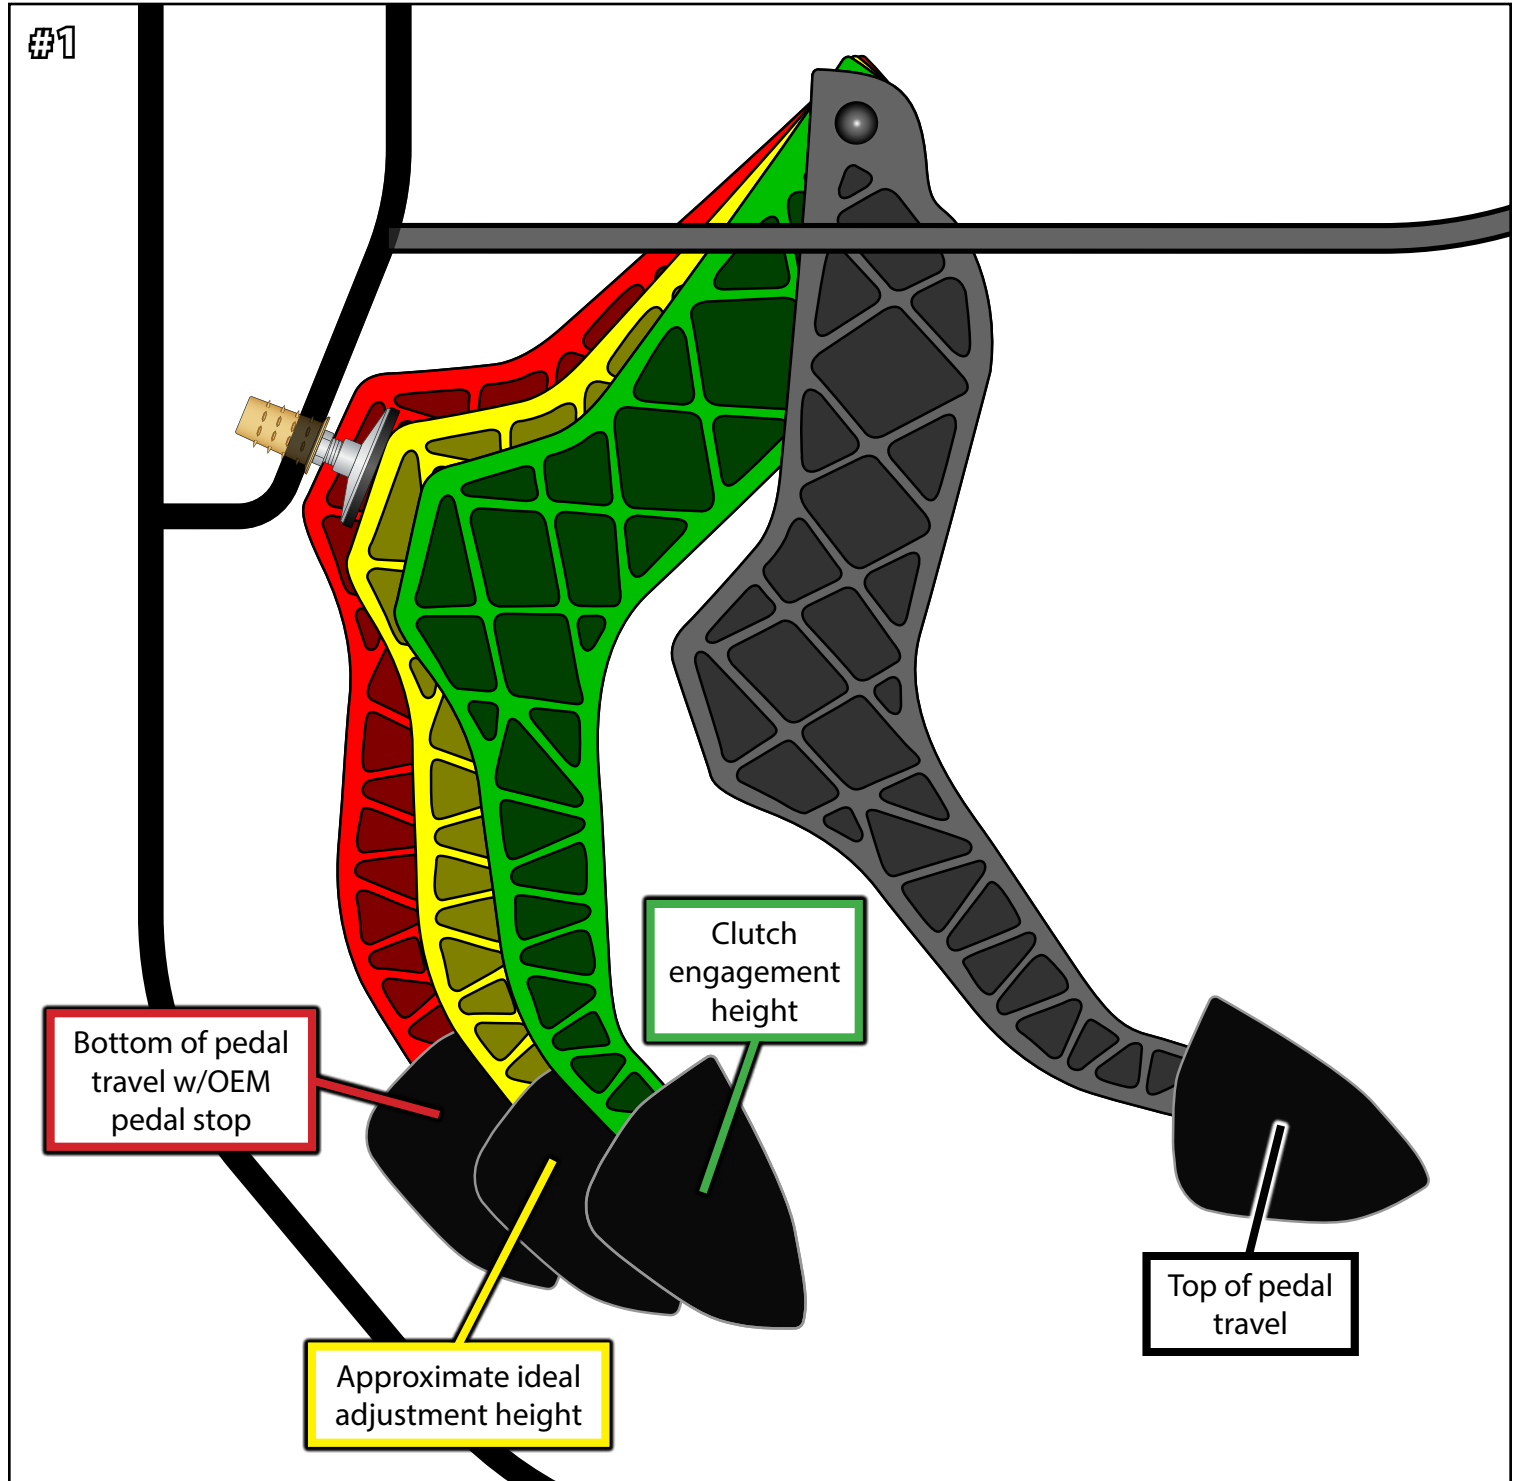 #1
Clutch
engagement
height
Bottom of pedal
travel w/OEM
pedal stop
Top of pedal
travel
Approximate ideal
adjustment height